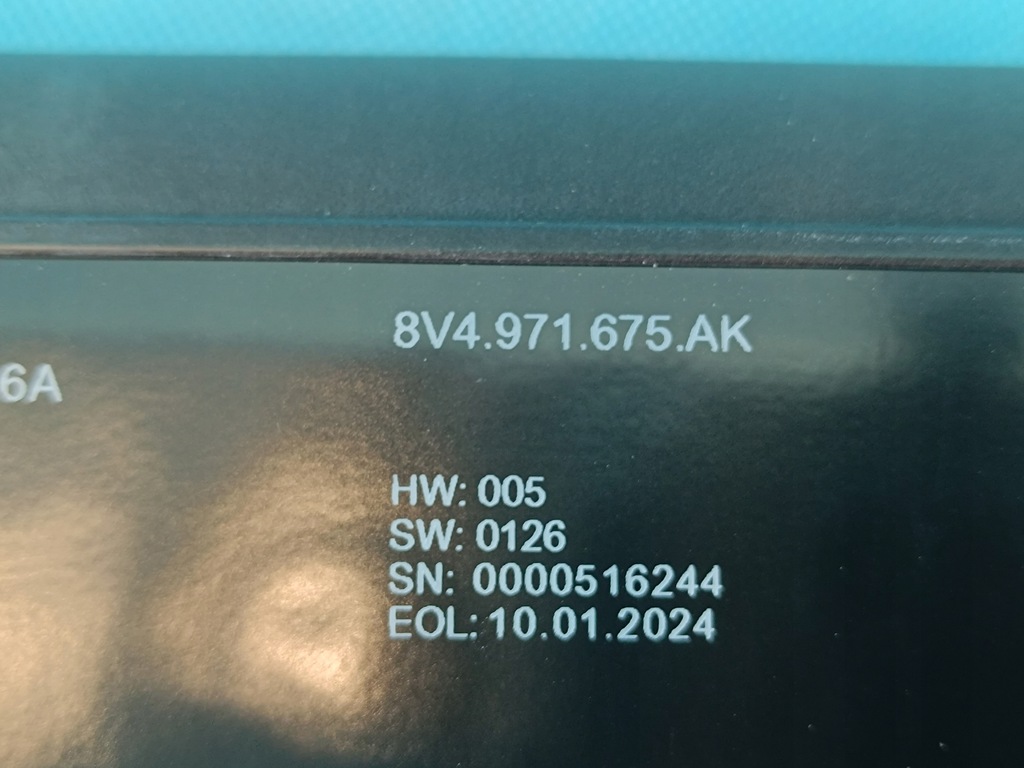 8V4.971.675.AK
6A
HW: 005
SW: 0126
SN: 0000516244
EOL: 10.01.2024